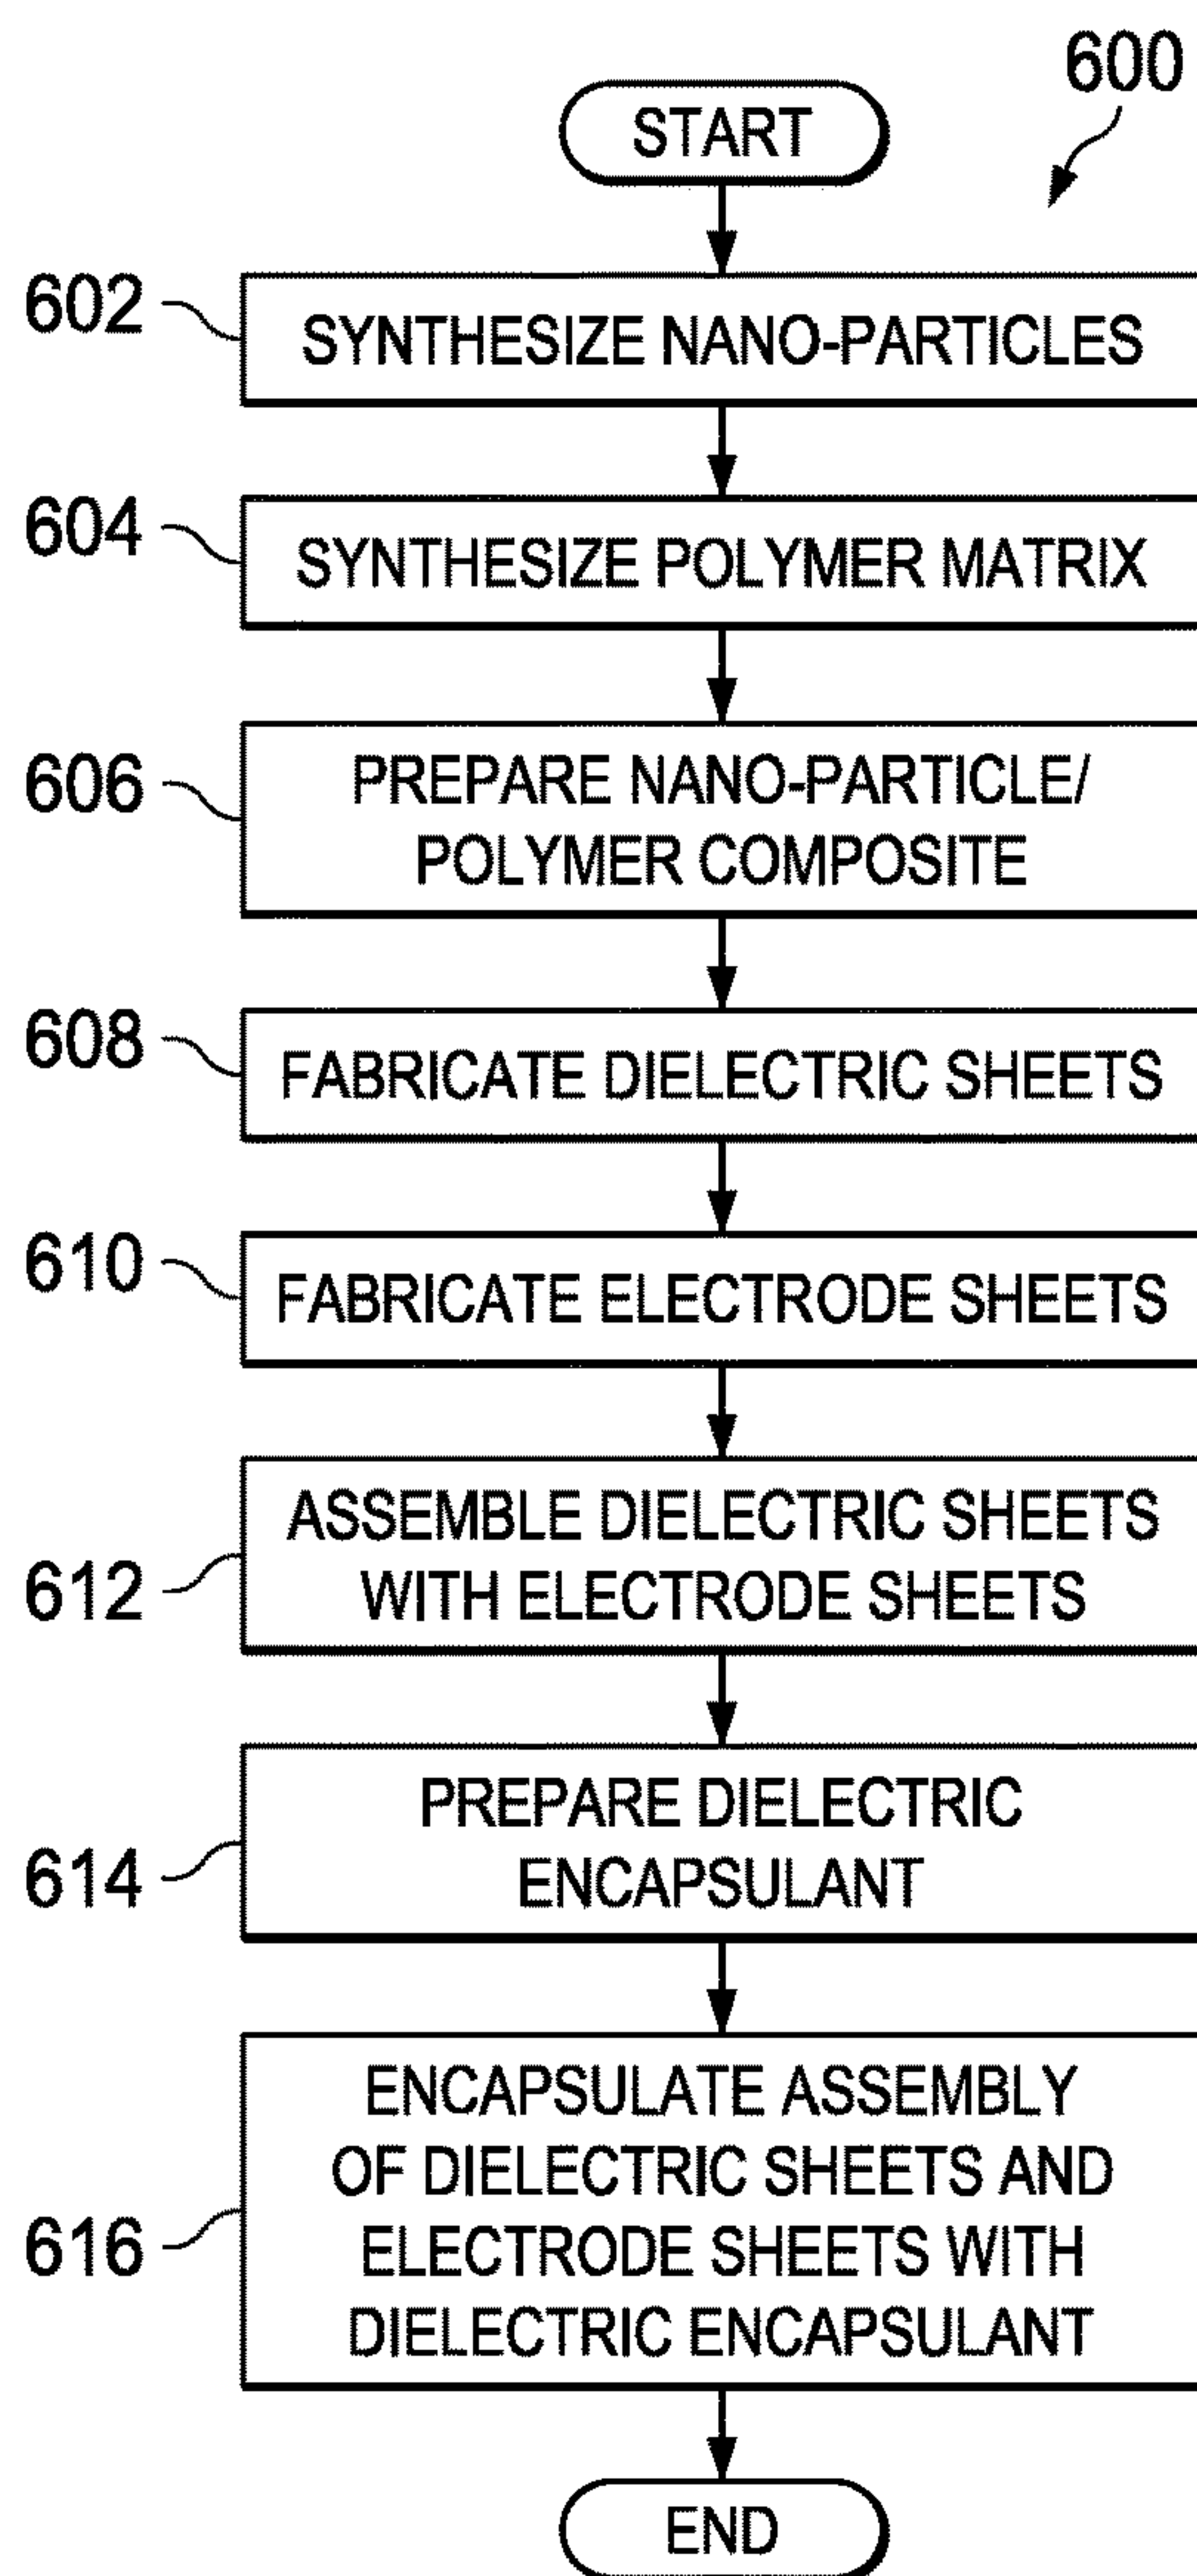 600
START
602
SYNTHESIZE NANO-PARTICLES
604
SYNTHESIZE POLYMER MATRIX
606
PREPARE NANO-PARTICLE/
POLYMER COMPOSITE
608
FABRICATE DIELECTRIC SHEETS
610
FABRICATE ELECTRODE SHEETS
612
ASSEMBLE DIELECTRIC SHEETS
WITH ELECTRODE SHEETS
614
PREPARE DIELECTRIC
ENCAPSULANT
616
ENCAPSULATE ASSEMBLY
OF DIELECTRIC SHEETS AND
ELECTRODE SHEETS WITH
DIELECTRIC ENCAPSULANT
END